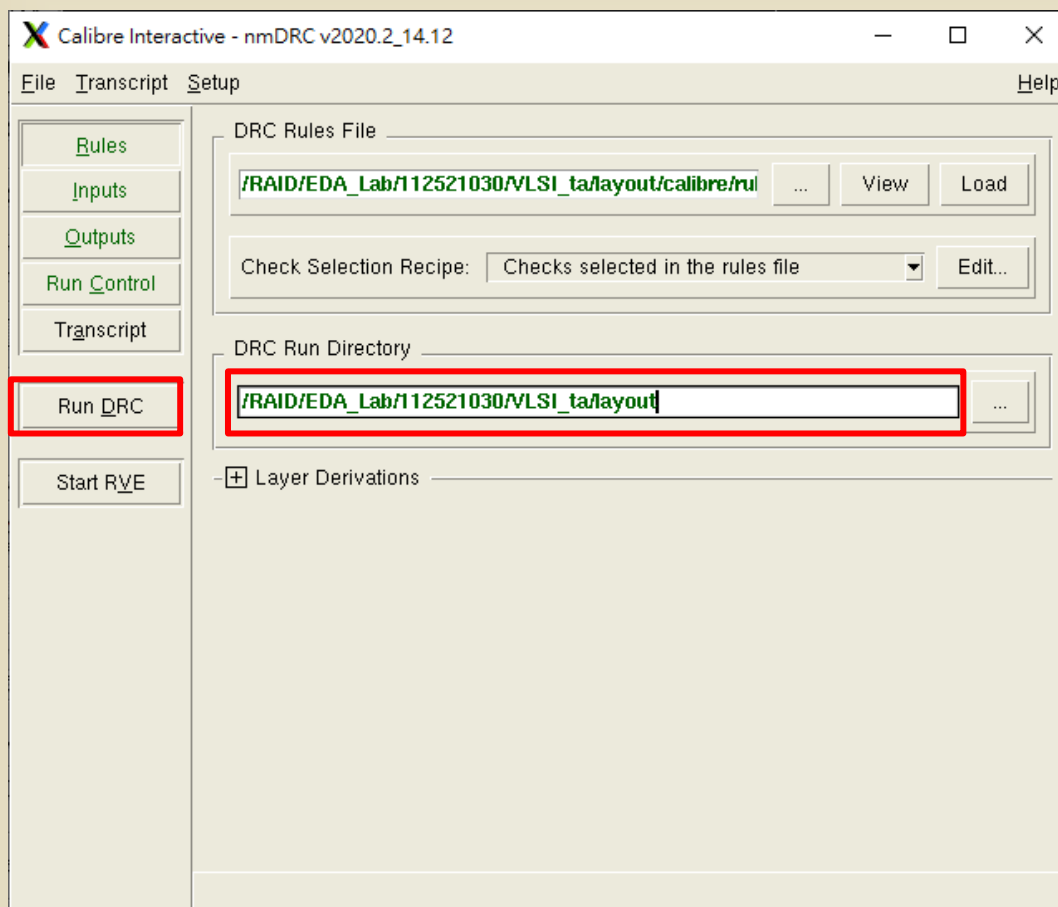 Calibre Interactive - nmDRC v2020.2_14.12
File Transcript Setup Help
Rules
Inputs
Outputs
Run Control
Transcript
Run DRC
Start RVE
DRC Rules File
/RAID/EDA_Lab/112521030/VLSI_ta/layout/calibre/rul ... View Load
Check Selection Recipe: Checks selected in the rules file Edit...
DRC Run Directory
/RAID/EDA_Lab/112521030/VLSI_ta/layout ...
Layer Derivations